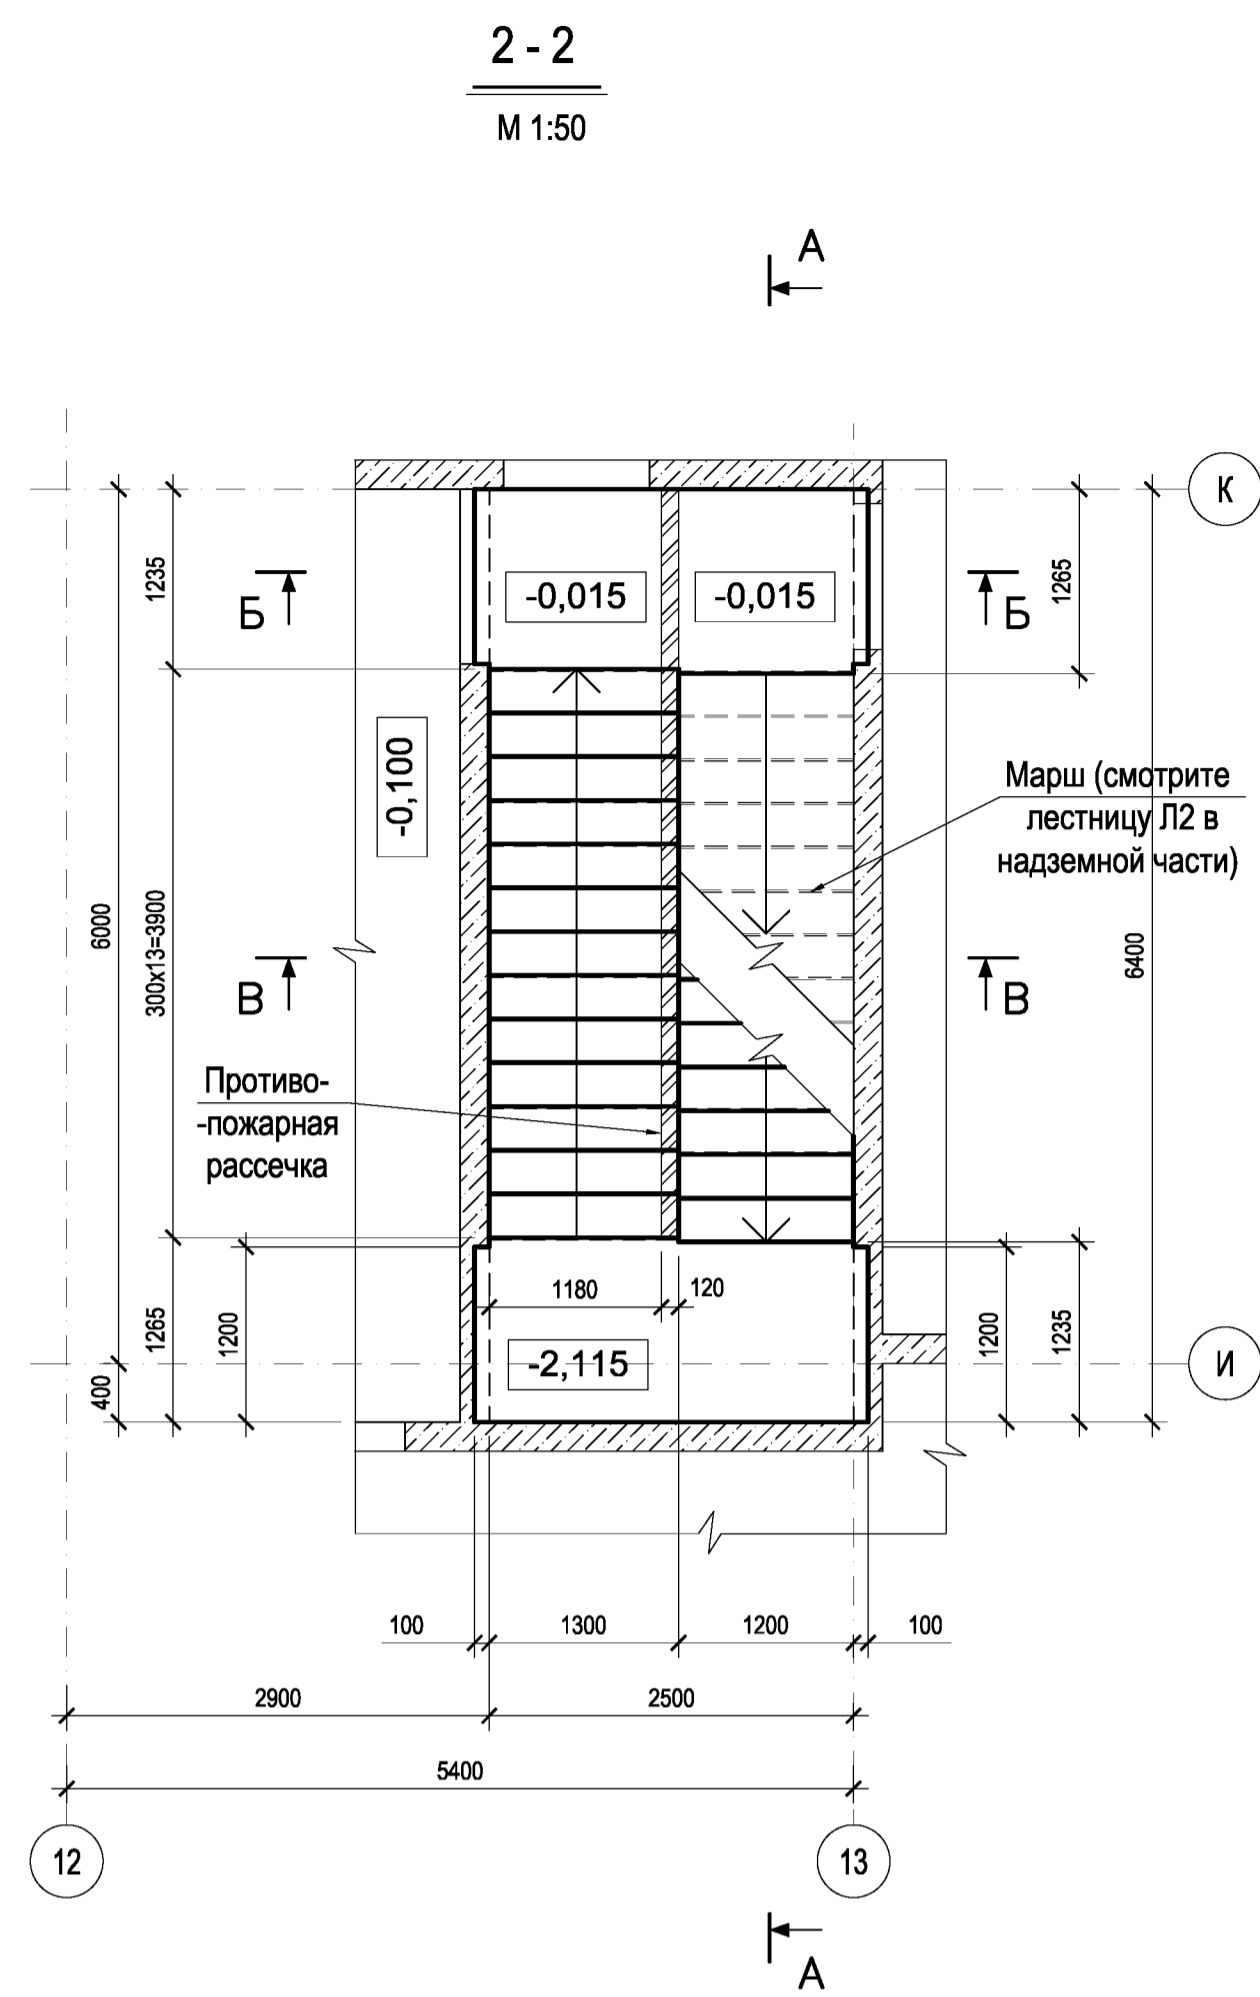 2 - 2
М 1:50
А
К
1235
1265
-0,015
-0,015
Б
Б
-0,100
Марш (смотрите
лестницу Л2 в
надземной части)
6000
300х13=3900
6400
В
В
Противо-
-пожарная
рассечка
1180
120
1265
1200
1200
1235
-2,115
И
400
100
1300
1200
100
2900
2500
5400
12
13
А